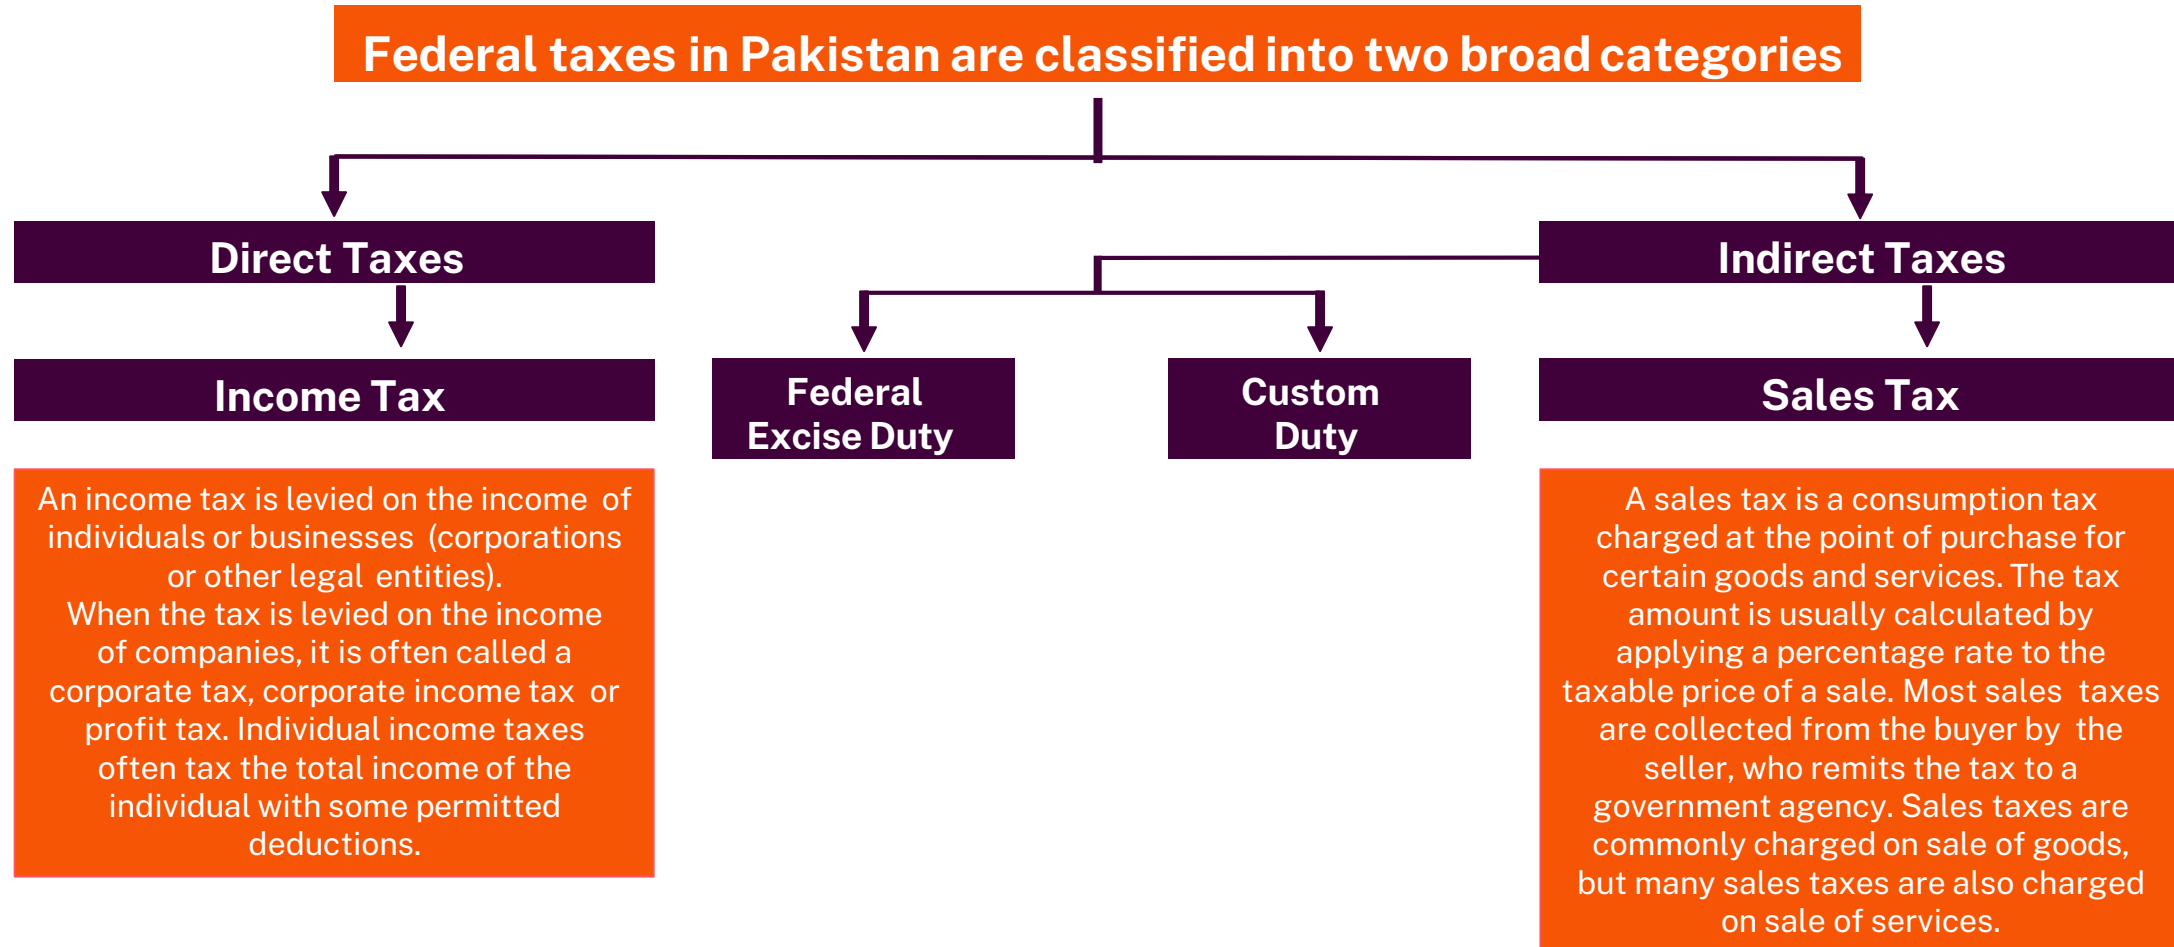 Federal taxes in Pakistan are classified into two broad categories
Direct Taxes
Indirect Taxes
Income Tax
Federal
Excise Duty
Custom
Duty
Sales Tax
An income tax is levied on the income of
individuals or businesses (corporations
or other legal entities).
When the tax is levied on the income
of companies, it is often called a
corporate tax, corporate income tax or
profit tax. Individual income taxes
often tax the total income of the
individual with some permitted
deductions.
A sales tax is a consumption tax
charged at the point of purchase for
certain goods and services. The tax
amount is usually calculated by
applying a percentage rate to the
taxable price of a sale. Most sales taxes
are collected from the buyer by the
seller, who remits the tax to a
government agency. Sales taxes are
commonly charged on sale of goods,
but many sales taxes are also charged
on sale of services.